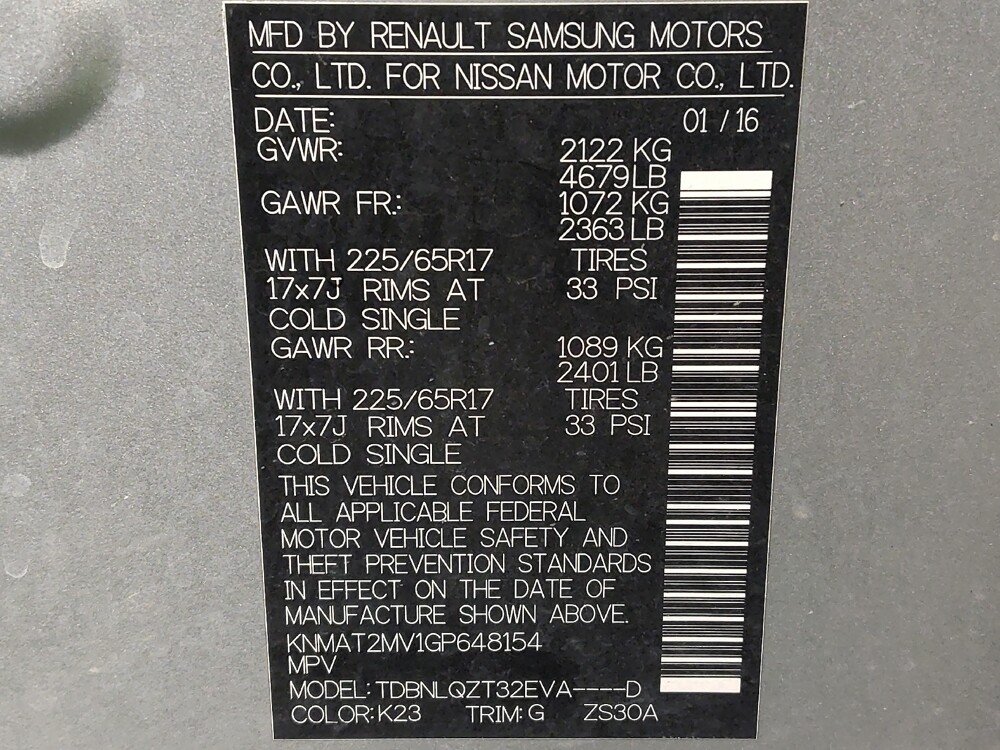 MFD BY RENAULT SAMSUNG MOTORS
CO., LTD. FOR NISSAN MOTOR CO., LTD.
DATE: 01 / 16
GVWR: 2122 KG
4679 LB
GAWR FR.: 1072 KG
2363 LB
WITH 225/65R17 TIRES
17x7J RIMS AT 33 PSI
COLD SINGLE
GAWR RR.: 1089 KG
2401 LB
WITH 225/65R17 TIRES
17x7J RIMS AT 33 PSI
COLD SINGLE
THIS VEHICLE CONFORMS TO
ALL APPLICABLE FEDERAL
MOTOR VEHICLE SAFETY AND
THEFT PREVENTION STANDARDS
IN EFFECT ON THE DATE OF
MANUFACTURE SHOWN ABOVE.
KNMAT2MV1GP648154
MPV
MODEL: TDBNLQZT32EVA----D
COLOR: K23 TRIM: G ZS30A